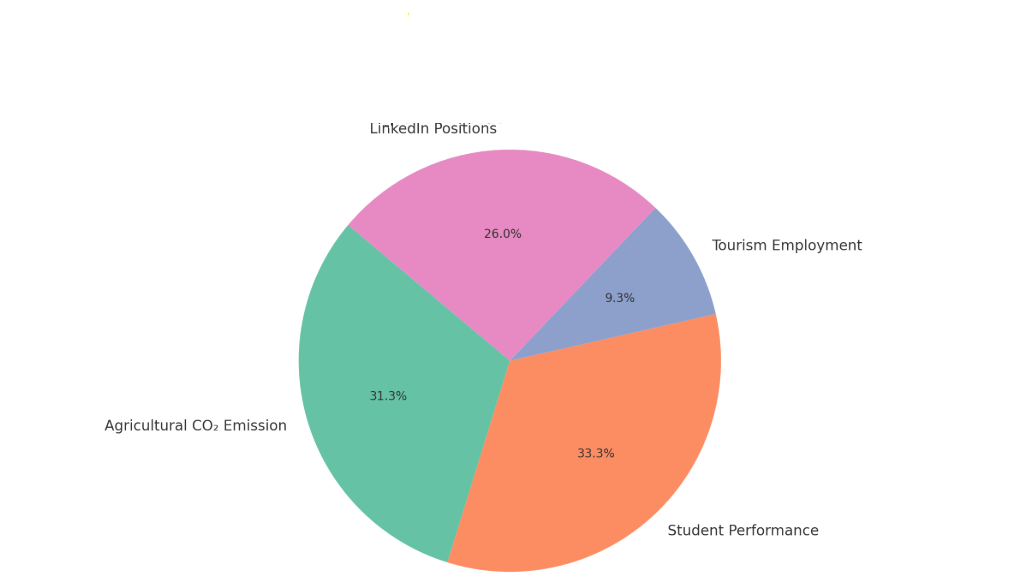 LinkedIn Positions
26.0%
Tourism Employment
9.3%
31.3%
Agricultural CO₂ Emission
33.3%
Student Performance